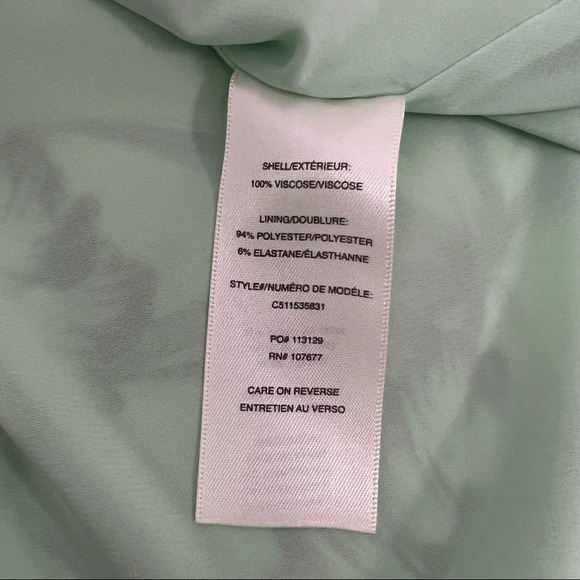 SHELL/EXTÉRIEUR:
100% VISCOSE/VISCOSE
LINING/DOUBLURE:
94% POLYESTER/POLYESTER
6% ELASTANE/ÉLASTHANNE
STYLE#/NUMÉRO DE MODÉLE:
C511535831
PO# 113129
RN# 107677
CARE ON REVERSE
ENTRETIEN AU VERSO